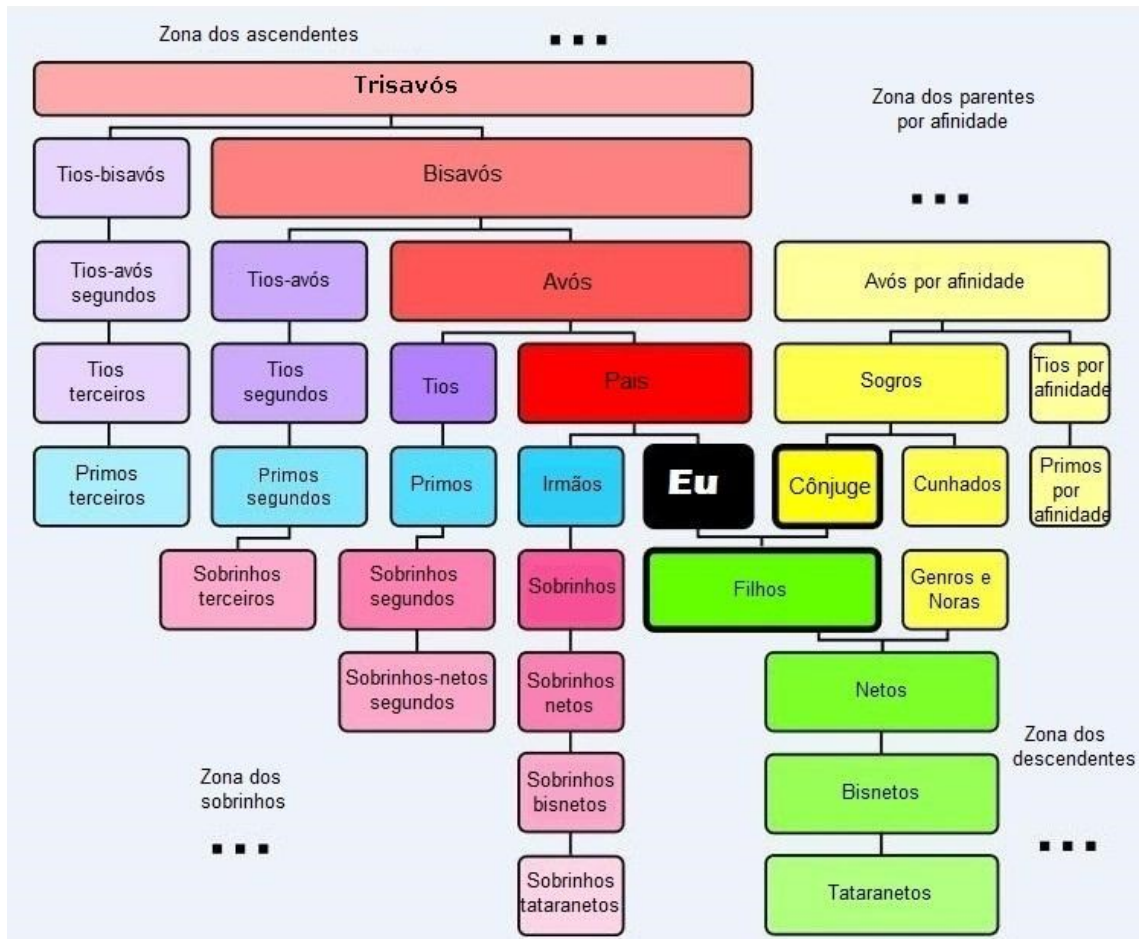 Zona dos ascendentes
...
Trisavós
Zona dos parentes
por afinidade
...
Tios-bisavós
Bisavós
Tios-avós
segundos
Tios-avós
Avós
Avós por afinidade
Tios
terceiros
Tios
segundos
Tios
Pais
Sogros
Tios por
afinidade
Primos
terceiros
Primos
segundos
Primos
Irmãos
Eu
Cônjuge
Cunhados
Primos
por
afinidade
Sobrinhos
terceiros
Sobrinhos
segundos
Sobrinhos
Filhos
Genros e
Noras
Sobrinhos-netos
segundos
Sobrinhos
netos
Netos
Zona dos
descendentes
...
Zona dos
sobrinhos
...
Sobrinhos
bisnetos
Bisnetos
Sobrinhos
tataranetos
Tataranetos